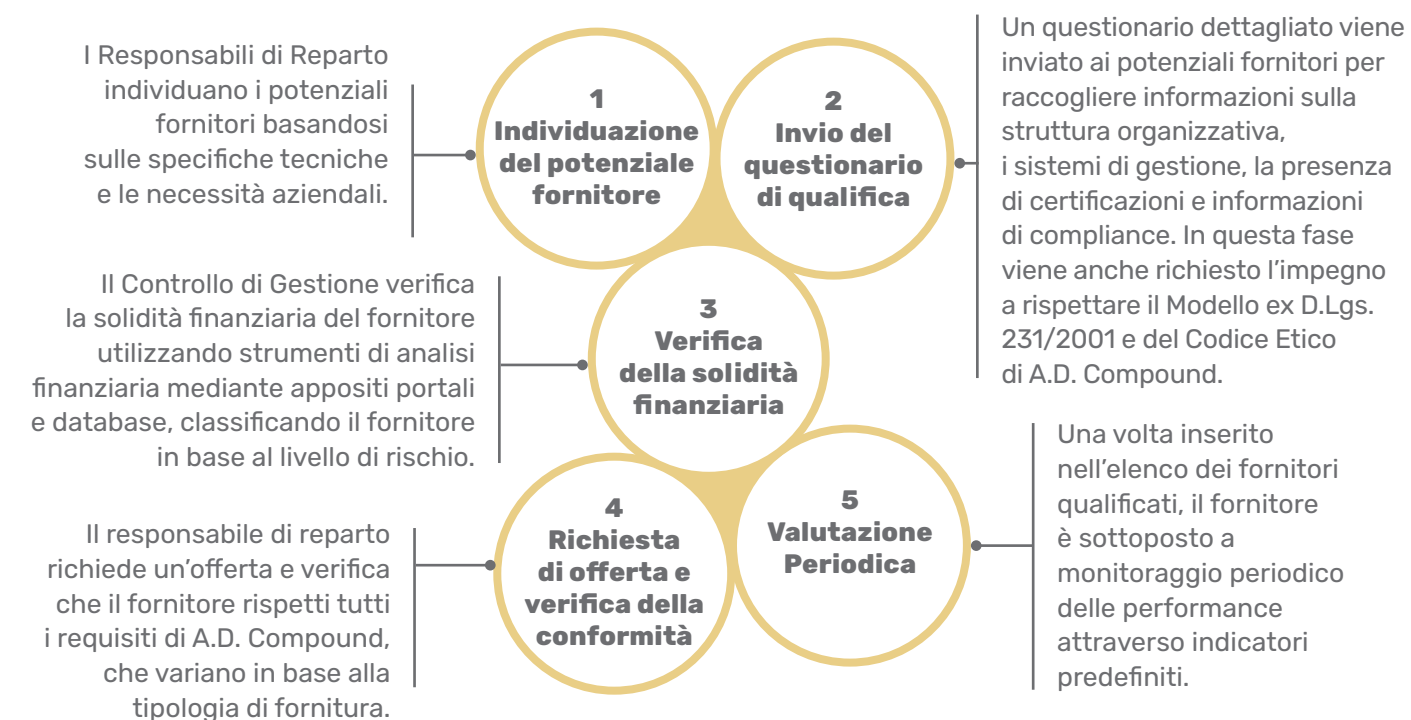 I Responsabili di Reparto
individuano i potenziali
fornitori basandosi
sulle specifiche tecniche
e le necessità aziendali.
1
Individuazione
del potenziale
fornitore
2
Invio del
questionario
di qualifica
Un questionario dettagliato viene
inviato ai potenziali fornitori per
raccogliere informazioni sulla
struttura organizzativa,
i sistemi di gestione, la presenza
di certificazioni e informazioni
di compliance. In questa fase
viene anche richiesto l’impegno
a rispettare il Modello ex D.Lgs.
231/2001 e del Codice Etico
di A.D. Compound.
Il Controllo di Gestione verifica
la solidità finanziaria del fornitore
utilizzando strumenti di analisi
finanziaria mediante appositi portali
e database, classificando il fornitore
in base al livello di rischio.
3
Verifica
della solidità
finanziaria
Il responsabile di reparto
richiede un’offerta e verifica
che il fornitore rispetti tutti
i requisiti di A.D. Compound,
che variano in base alla
tipologia di fornitura.
4
Richiesta
di offerta e
verifica della
conformità
5
Valutazione
Periodica
Una volta inserito
nell’elenco dei fornitori
qualificati, il fornitore
è sottoposto a
monitoraggio periodico
delle performance
attraverso indicatori
predefiniti.